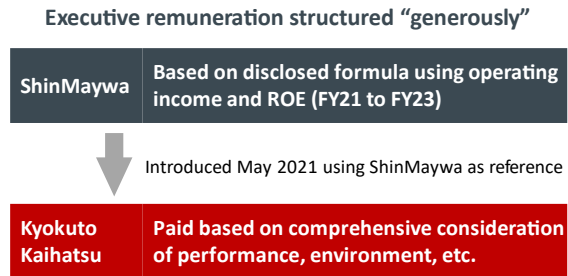 Executive remuneration structured “generously”
ShinMaywa
Based on disclosed formula using operating
income and ROE (FY21 to FY23)
Introduced May 2021 using ShinMaywa as reference
Kyokuto
Kaihatsu
Paid based on comprehensive consideration
of performance, environment, etc.